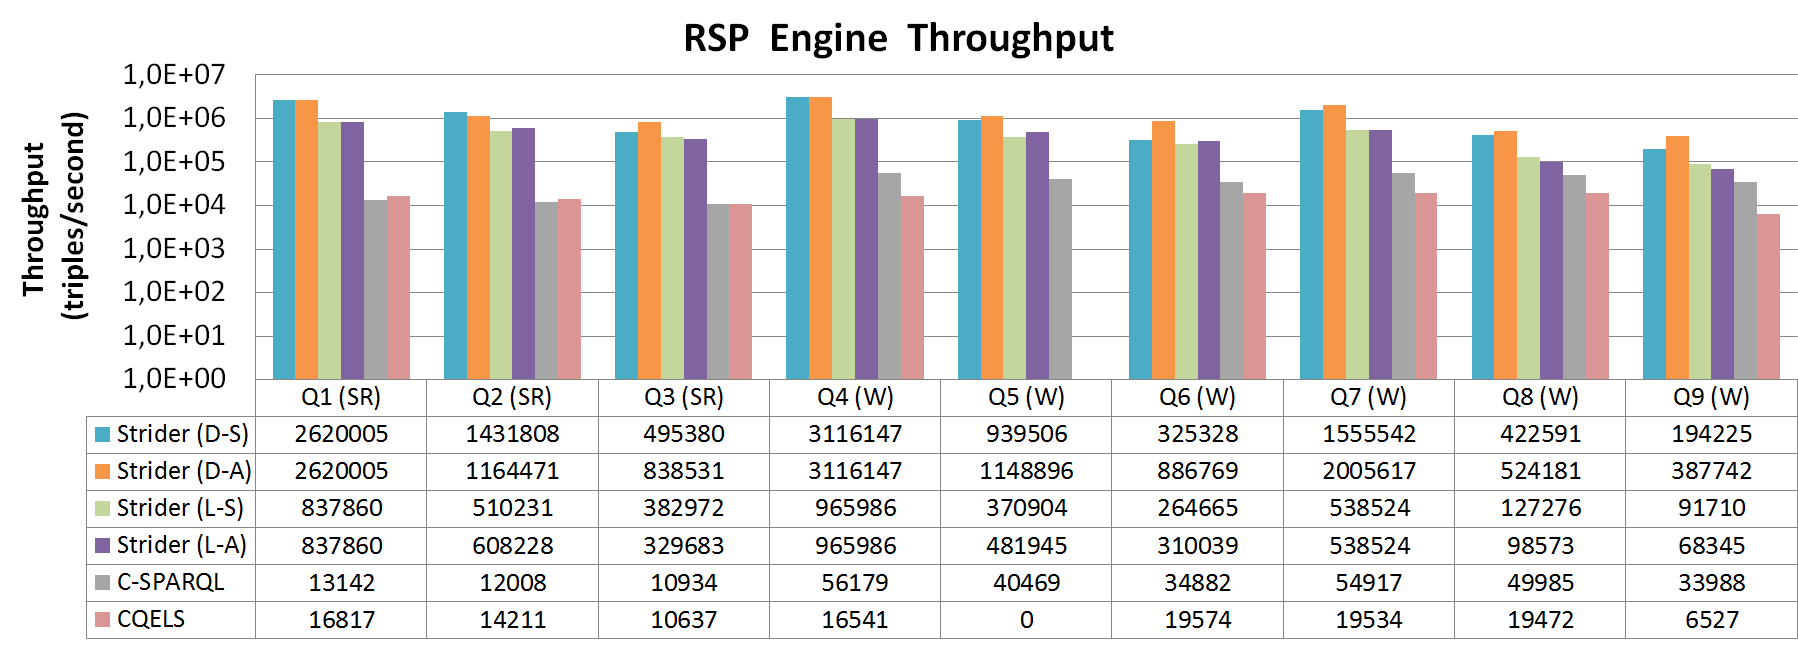 RSP Engine Throughput
Throughput
(triples/second)
1,0E+07
1,0E+06
1,0E+05
1,0E+04
1,0E+03
1,0E+02
1,0E+01
1,0E+00
Q1 (SR) Q2 (SR) Q3 (SR) Q4 (W) Q5 (W) Q6 (W) Q7 (W) Q8 (W) Q9 (W)
Strider (D-S) 2620005 1431808 495380 3116147 939506 325328 1555542 422591 194225
Strider (D-A) 2620005 1164471 838531 3116147 1148896 886769 2005617 524181 387742
Strider (L-S) 837860 510231 382972 965986 370904 264665 538524 127276 91710
Strider (L-A) 837860 608228 329683 965986 481945 310039 538524 98573 68345
C-SPARQL 13142 12008 10934 56179 40469 34882 54917 49985 33988
CQELS 16817 14211 10637 16541 0 19574 19534 19472 6527